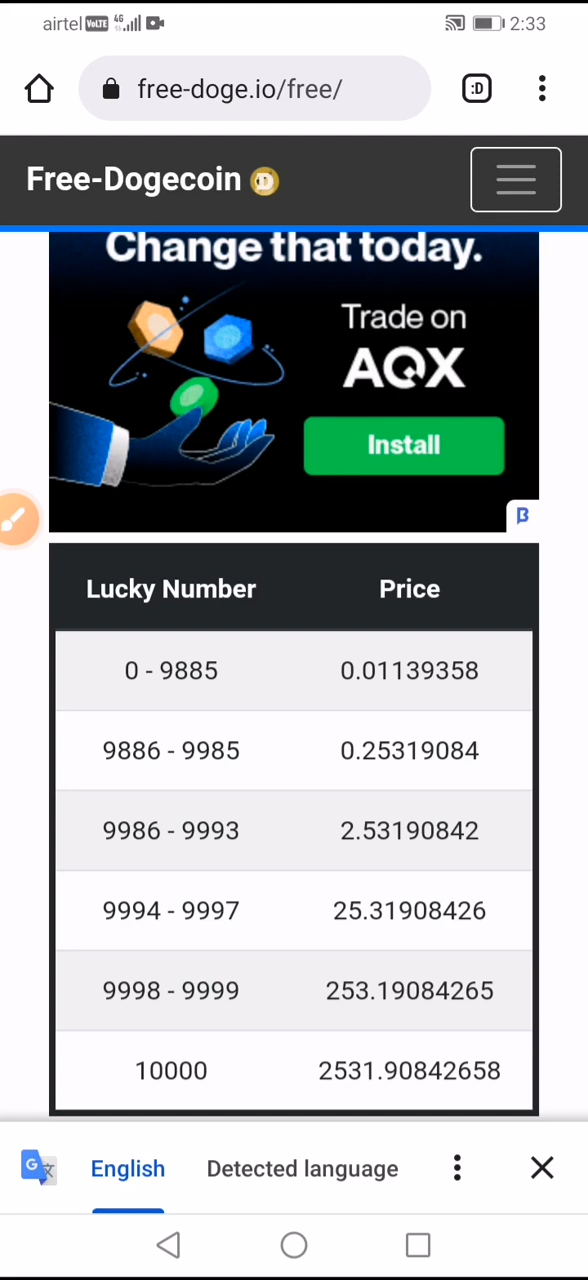 airtel VoLTE 4G 2:33
free-doge.io/free/ :D
Free-Dogecoin
Change that today.
Trade on
AQX
Install
Lucky Number Price
0 - 9885 0.01139358
9886 - 9985 0.25319084
9986 - 9993 2.53190842
9994 - 9997 25.31908426
9998 - 9999 253.19084265
10000 2531.90842658
English Detected language